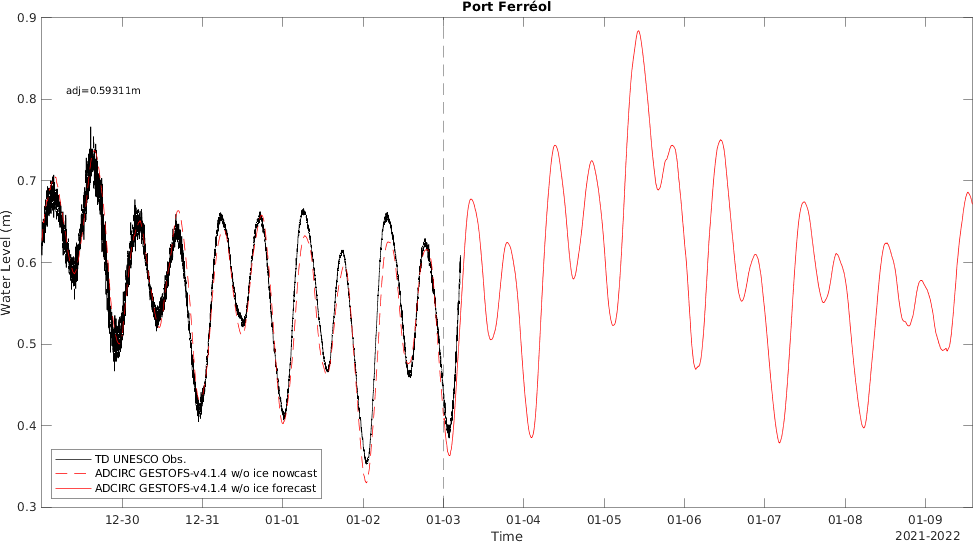 Port Ferréol
0.9
0.8
0.7
0.6
0.5
0.4
0.3
Water Level (m)
adj=0.59311m
TD UNESCO Obs.
ADCIRC GESTOFS-v4.1.4 w/o ice nowcast
ADCIRC GESTOFS-v4.1.4 w/o ice forecast
12-30 12-31 01-01 01-02 01-03 01-04 01-05 01-06 01-07 01-08 01-09
Time
2021-2022